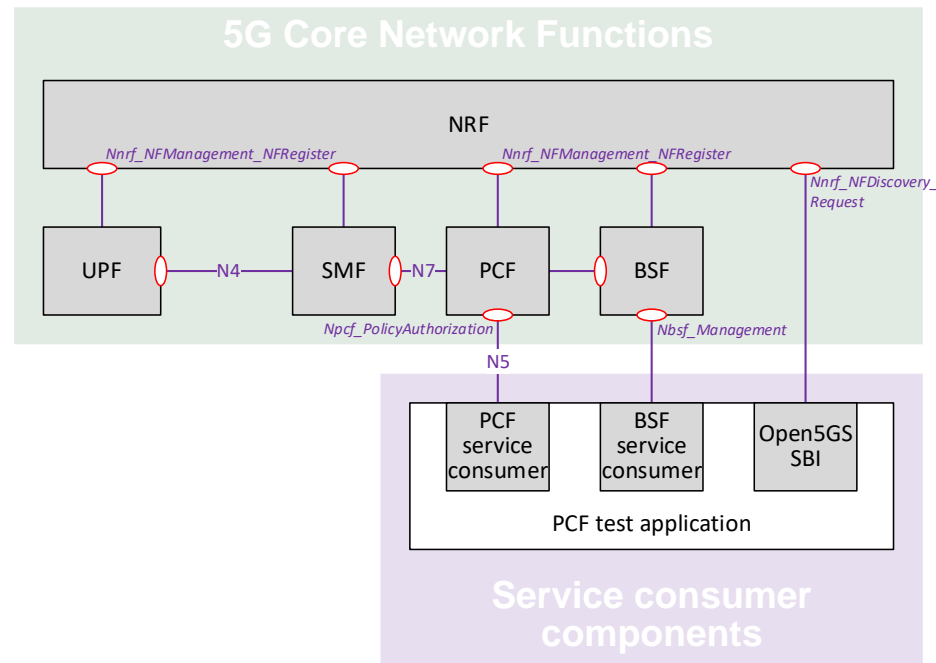 5G Core Network Functions
NRF
Nnrf_NFManagement_NFRegister
Nnrf_NFManagement_NFRegister
Nnrf_NFDiscovery_
Request
UPF
N4
SMF
N7
PCF
BSF
Npcf_PolicyAuthorization
Nbsf_Management
N5
PCF
service
consumer
BSF
service
consumer
Open5GS
SBI
PCF test application
Service consumer
components